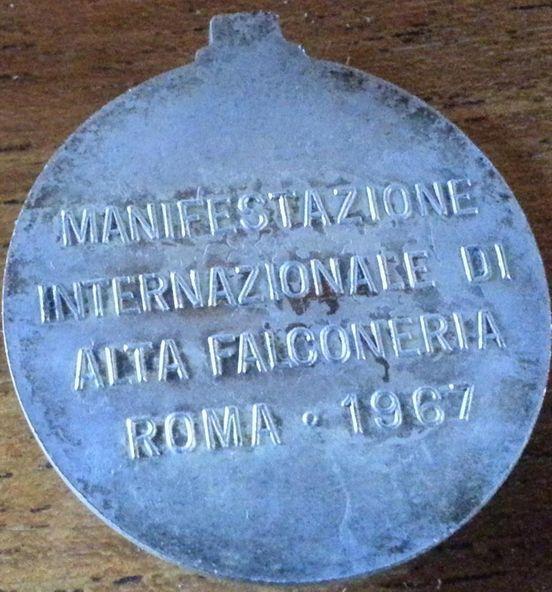 MANIFESTAZIONE
INTERNAZIONALE DI
ALTA FALCONERIA
ROMA · 1967